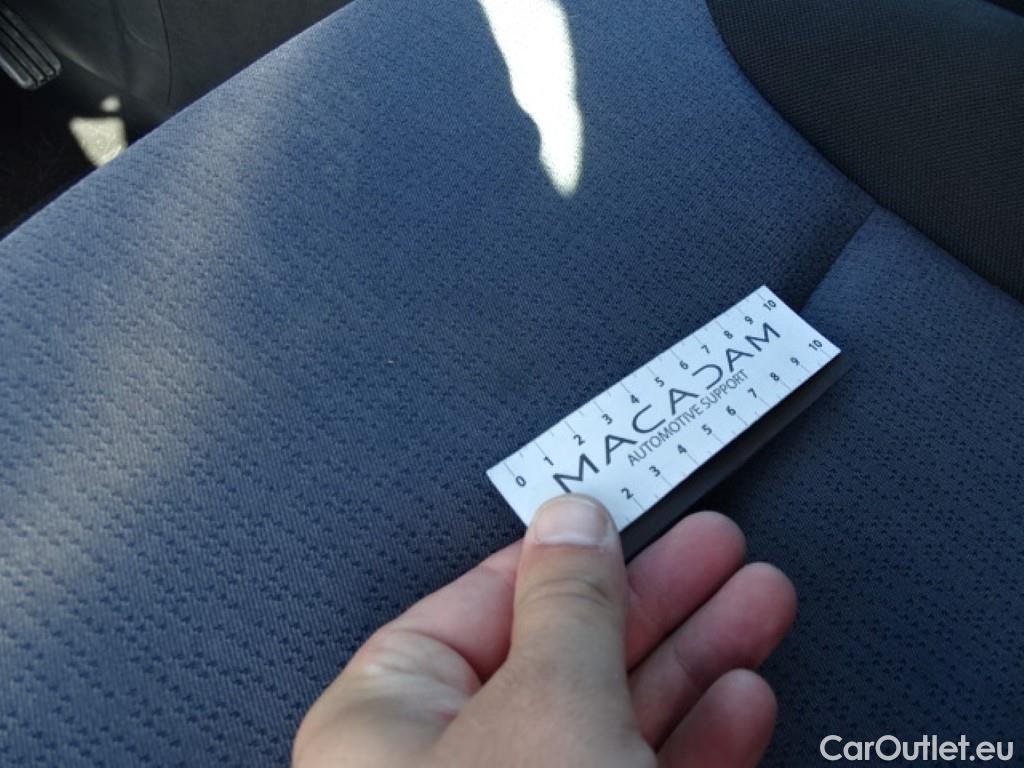 0 1 2 3 4 5 6 7 8 9 10
MACADAM
AUTOMOTIVE SUPPORT
2 3 4 5 6 7 8 9 10
CarOutlet.eu